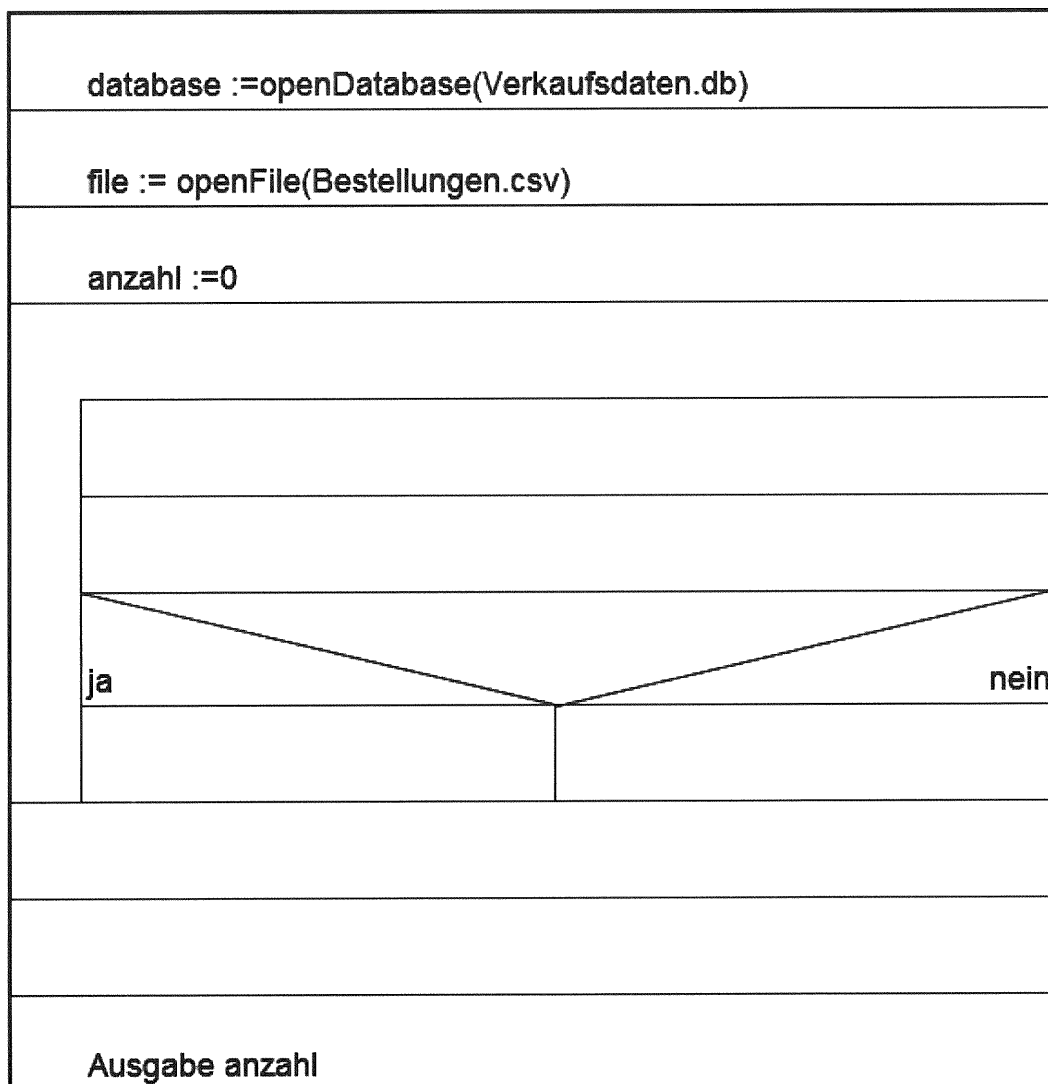 database :=openDatabase(Verkaufsdaten.db)
file := openFile(Bestellungen.csv)
anzahl :=0
ja
nein
Ausgabe anzahl